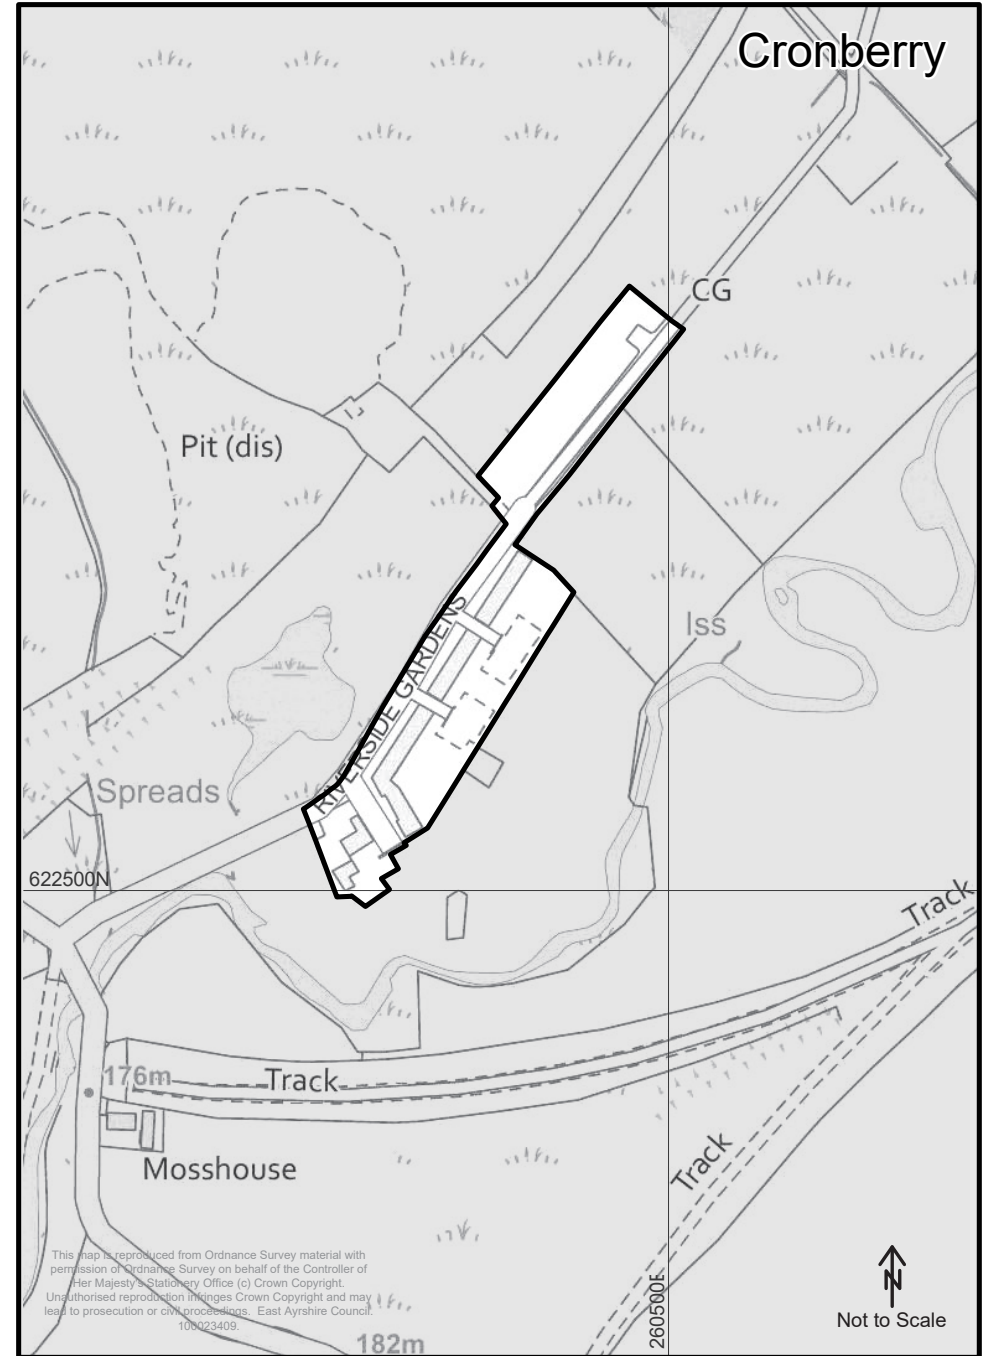 Cronberry
CG
Pit (dis)
Iss
RIVERSIDE GARDENS
Spreads
622500N
Track
176m
Track
Mosshouse
Track
This map is reproduced from Ordnance Survey material with
permission of Ordnance Survey on behalf of the Controller of
Her Majesty's Stationery Office (c) Crown Copyright.
Unauthorised reproduction infringes Crown Copyright and may
lead to prosecution or civil proceedings. East Ayrshire Council.
100023409.
260500E
N
Not to Scale
182m